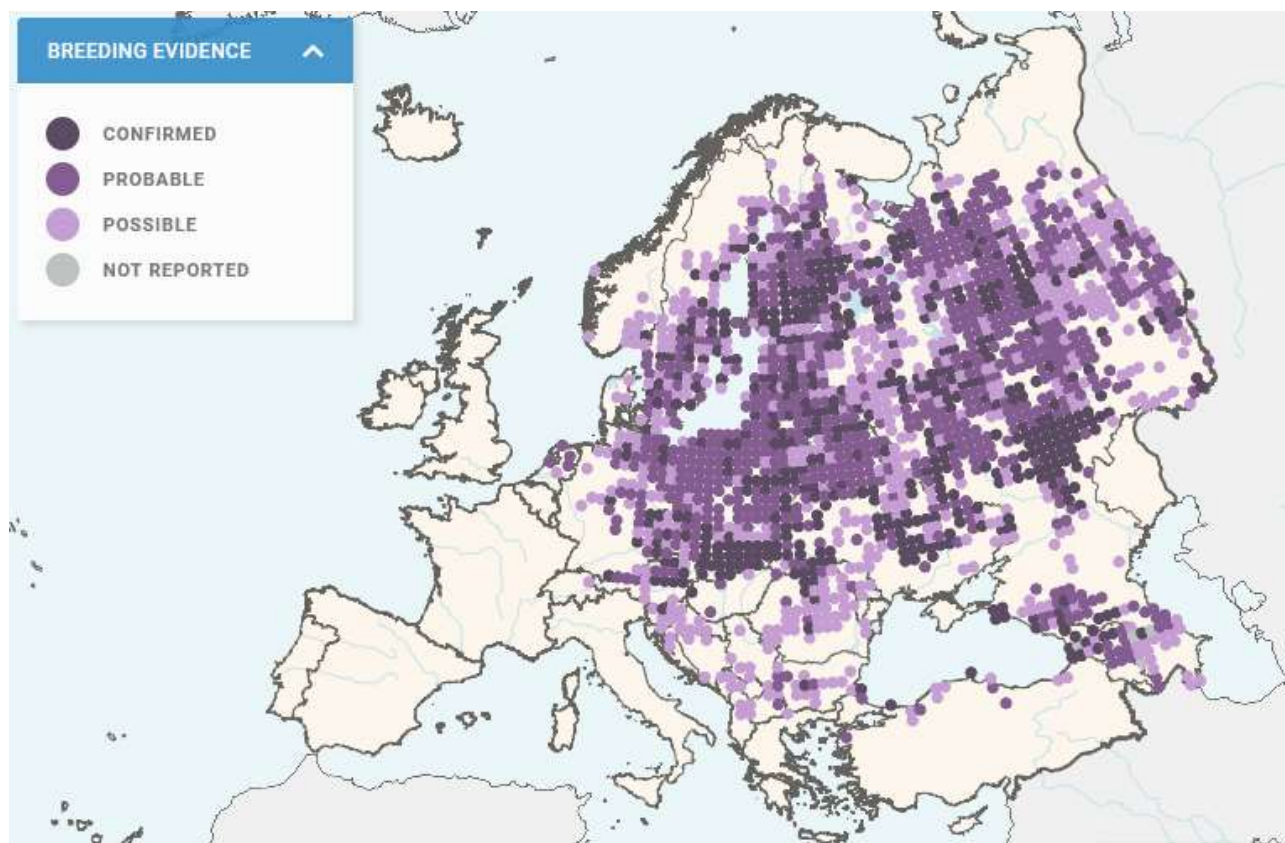 BREEDING EVIDENCE
CONFIRMED
PROBABLE
POSSIBLE
NOT REPORTED